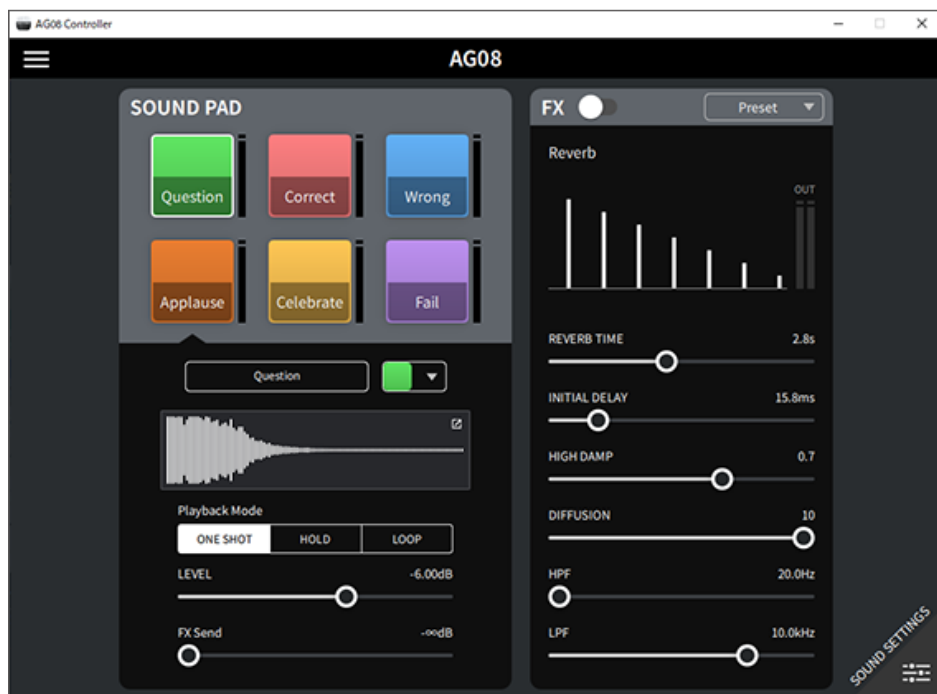 AG08 Controller
AG08
SOUND PAD
Question
Correct
Wrong
Applause
Celebrate
Fail
Question
Playback Mode
ONE SHOT
HOLD
LOOP
LEVEL
-6.00dB
FX Send
-∞dB
FX
Preset
Reverb
OUT
REVERB TIME
2.8s
INITIAL DELAY
15.8ms
HIGH DAMP
0.7
DIFFUSION
10
HPF
20.0Hz
LPF
10.0kHz
SOUND SETTINGS